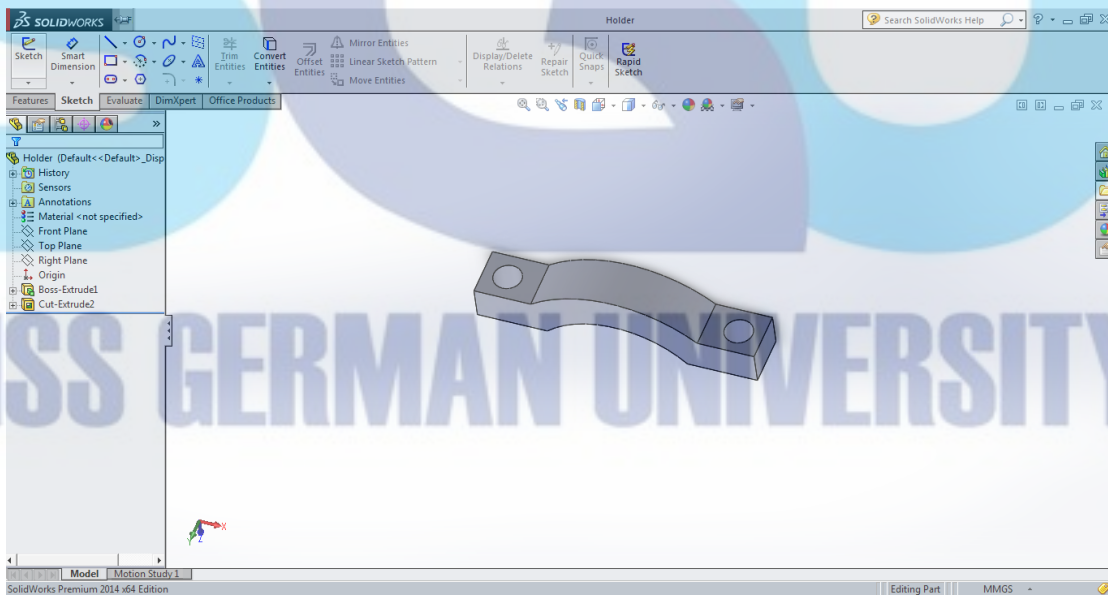 SOLIDWORKS
Holder
Search SolidWorks Help
Sketch
Smart Dimension
Trim Entities
Convert Entities
Offset Entities
Mirror Entities
Linear Sketch Pattern
Move Entities
Display/Delete Relations
Repair Sketch
Quick Snaps
Rapid Sketch
Features Sketch Evaluate DimXpert Office Products
Holder (Default<<Default>_Disp
History
Sensors
Annotations
Material <not specified>
Front Plane
Top Plane
Right Plane
Origin
Boss-Extrude1
Cut-Extrude2
SS GERMAN UNIVERSITY
X
Y
Z
Model Motion Study 1
SolidWorks Premium 2014 x64 Edition
Editing Part
MMGS